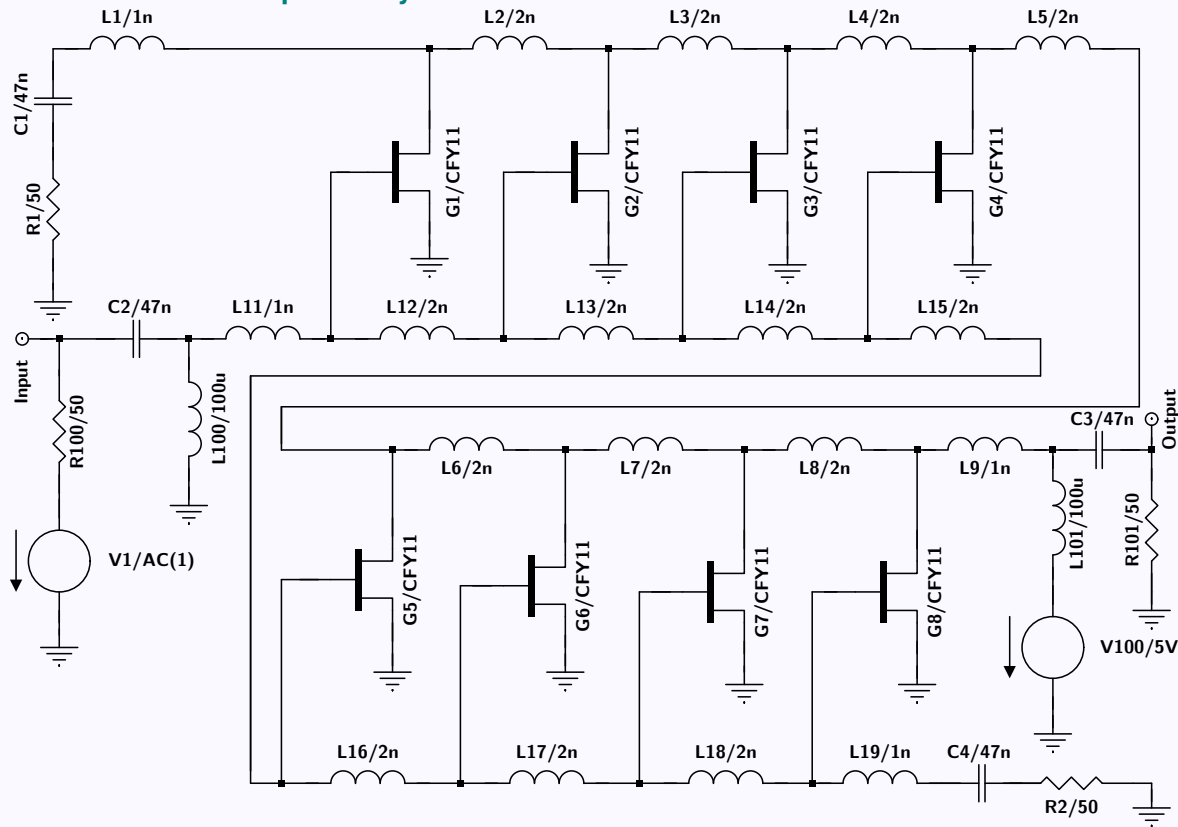 L1/1n
L2/2n
L3/2n
L4/2n
L5/2n
C1/47n
R1/50
G1/CFY11
G2/CFY11
G3/CFY11
G4/CFY11
C2/47n
L11/1n
L12/2n
L13/2n
L14/2n
L15/2n
Input
R100/50
L100/100u
V1/AC(1)
C3/47n
Output
L6/2n
L7/2n
L8/2n
L9/1n
L101/100u
R101/50
G5/CFY11
G6/CFY11
G7/CFY11
G8/CFY11
V100/5V
L16/2n
L17/2n
L18/2n
L19/1n
C4/47n
R2/50